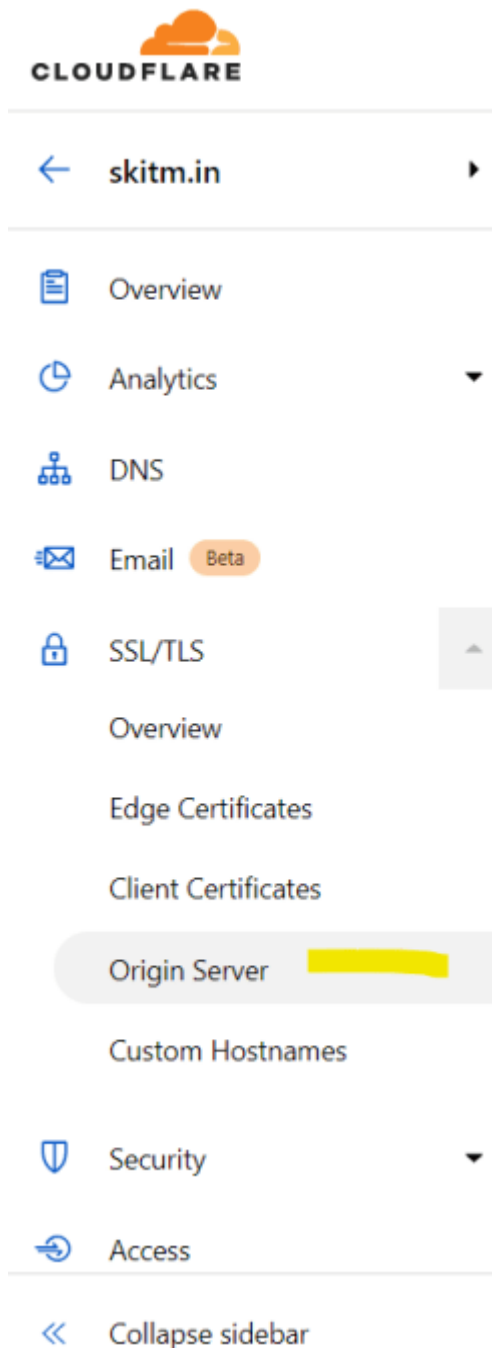 CLOUDFLARE
skitm.in
Overview
Analytics
DNS
Email Beta
SSL/TLS
Overview
Edge Certificates
Client Certificates
Origin Server
Custom Hostnames
Security
Access
Collapse sidebar